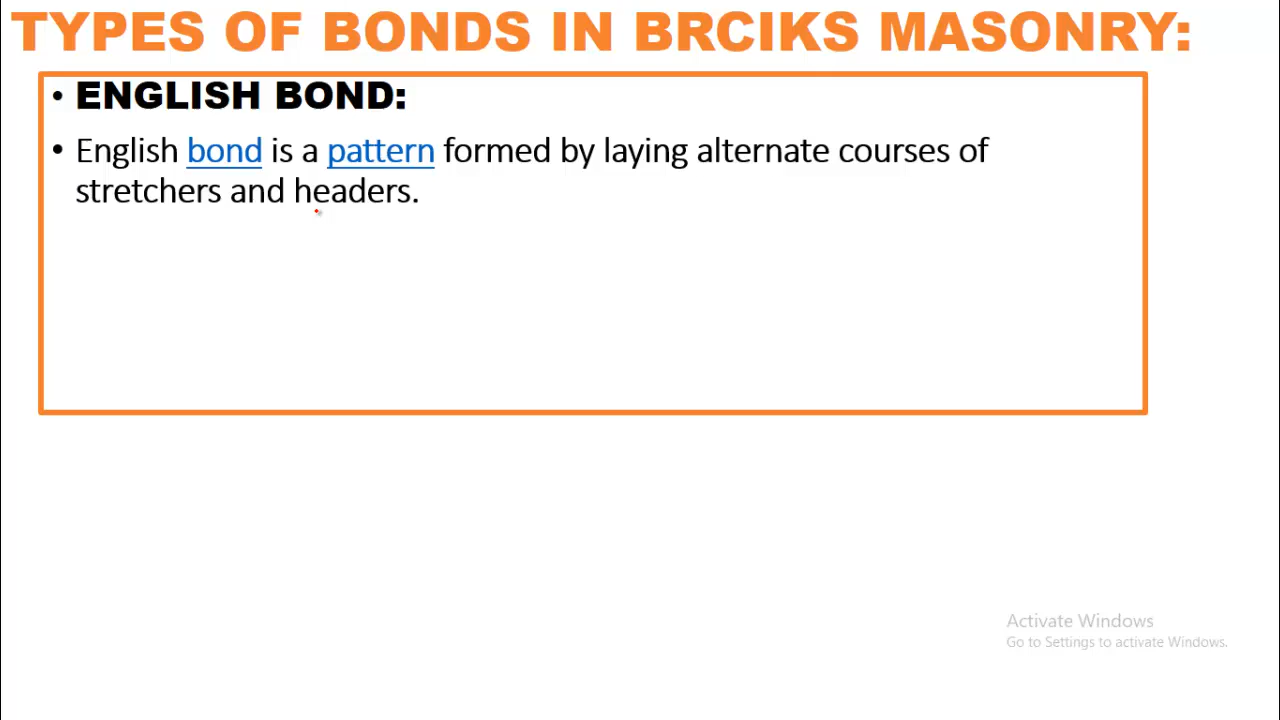 TYPES OF BONDS IN BRCIKS MASONRY:
• ENGLISH BOND:
• English bond is a pattern formed by laying alternate courses of
stretchers and headers.
Activate Windows
Go to Settings to activate Windows.